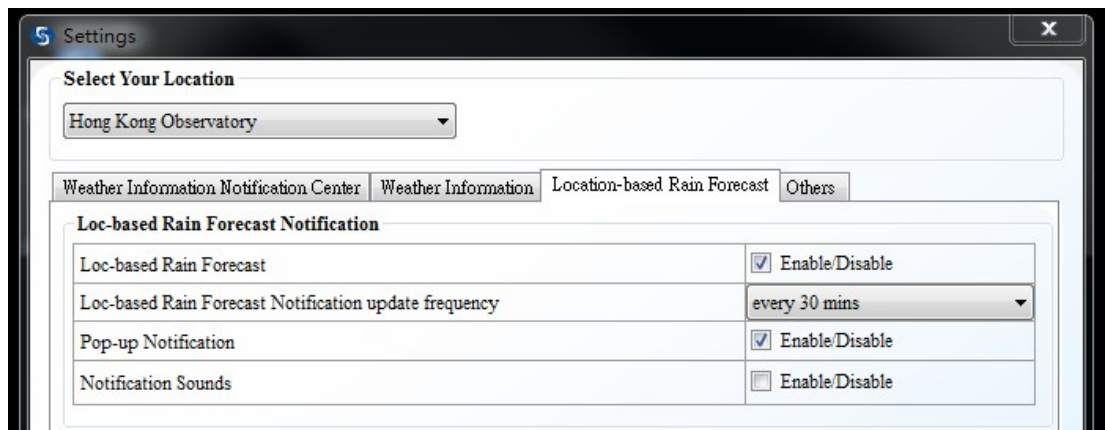 Settings
Select Your Location
Hong Kong Observatory
Weather Information Notification Center Weather Information Location-based Rain Forecast Others
Loc-based Rain Forecast Notification
Loc-based Rain Forecast Enable/Disable
Loc-based Rain Forecast Notification update frequency every 30 mins
Pop-up Notification Enable/Disable
Notification Sounds Enable/Disable